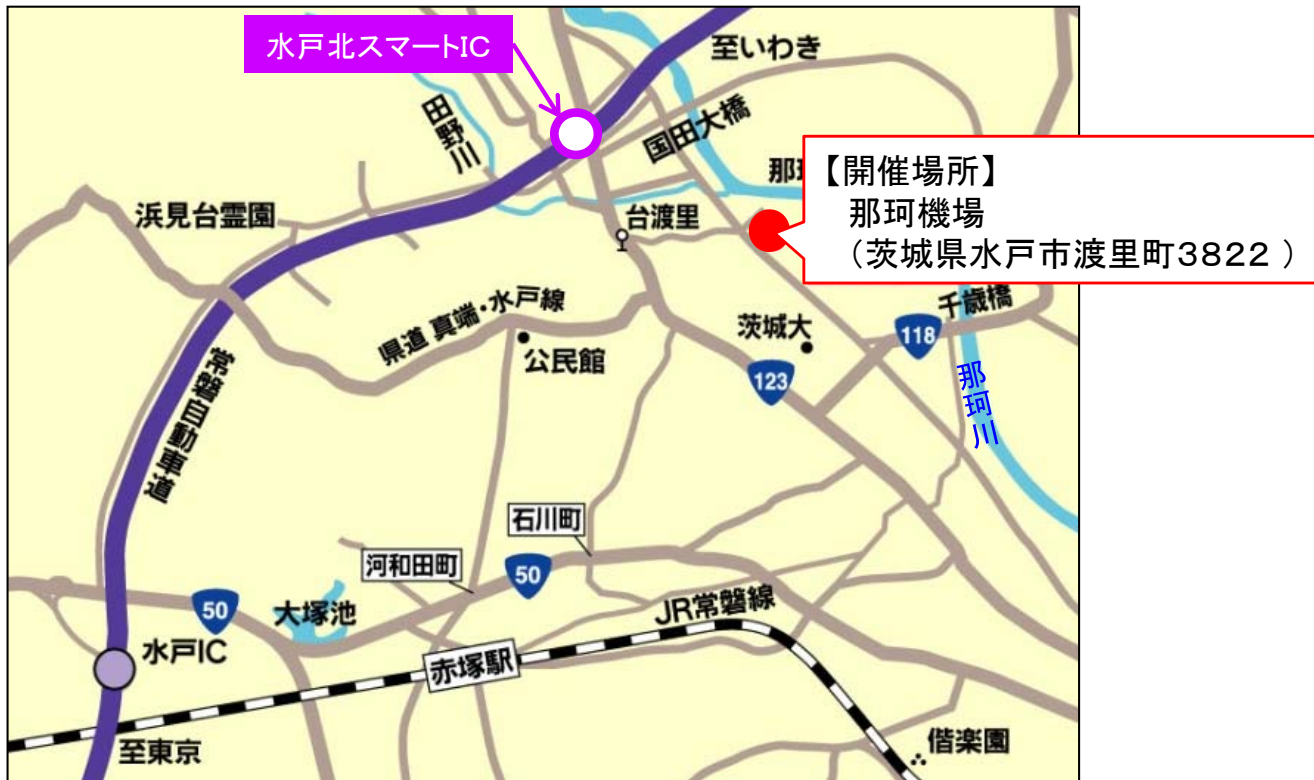 水戸北スマートIC
至いわき
田野川
国田大橋
那珂
【開催場所】
那珂機場
（茨城県水戸市渡里町3822 ）
浜見台霊園
台渡里
千歳橋
県道 真端・水戸線
茨城大
118
公民館
123
那珂川
常磐自動車道
石川町
河和田町
50
50
大塚池
JR常磐線
水戸IC
赤塚駅
至東京
偕楽園